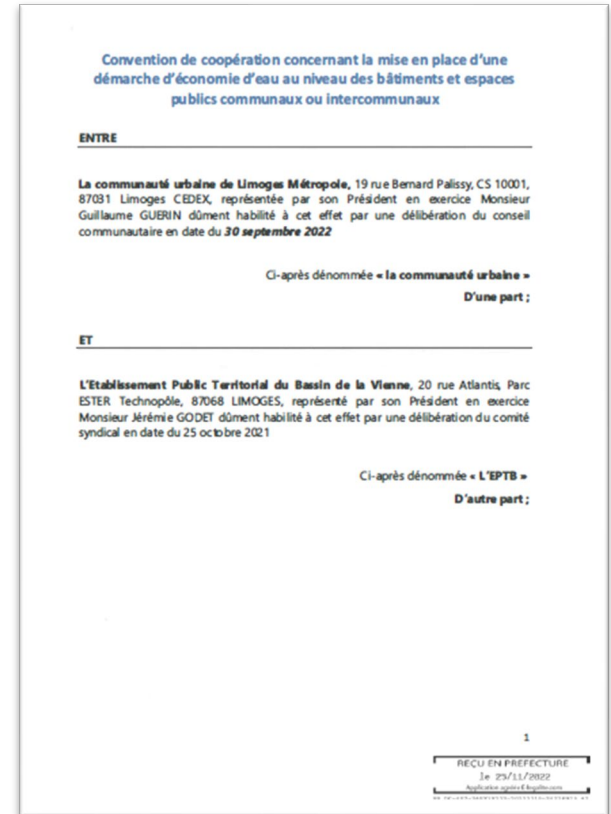 Convention de coopération concernant la mise en place d'une
démarche d'économie d'eau au niveau des bâtiments et espaces
publics communaux ou intercommunaux
ENTRE
La communauté urbaine de Limoges Métropole, 19 rue Bernard Palissy, CS 10001,
87031 Limoges CEDEX, représentée par son Président en exercice Monsieur
Guillaume GUERIN dûment habilité à cet effet par une délibération du conseil
communautaire en date du 30 septembre 2022
Ci-après dénommée « la communauté urbaine »
D'une part ;
ET
L'Etablissement Public Territorial du Bassin de la Vienne, 20 rue Atlantis, Parc
ESTER Technopôle, 87068 LIMOGES, représenté par son Président en exercice
Monsieur Jérémie GODET dûment habilité à cet effet par une délibération du comité
syndical en date du 25 octobre 2021
Ci-après dénommée « L'EPTB »
D'autre part ;
1
REÇU EN PREFECTURE
le 25/11/2022
Application agréée E-legalite.com